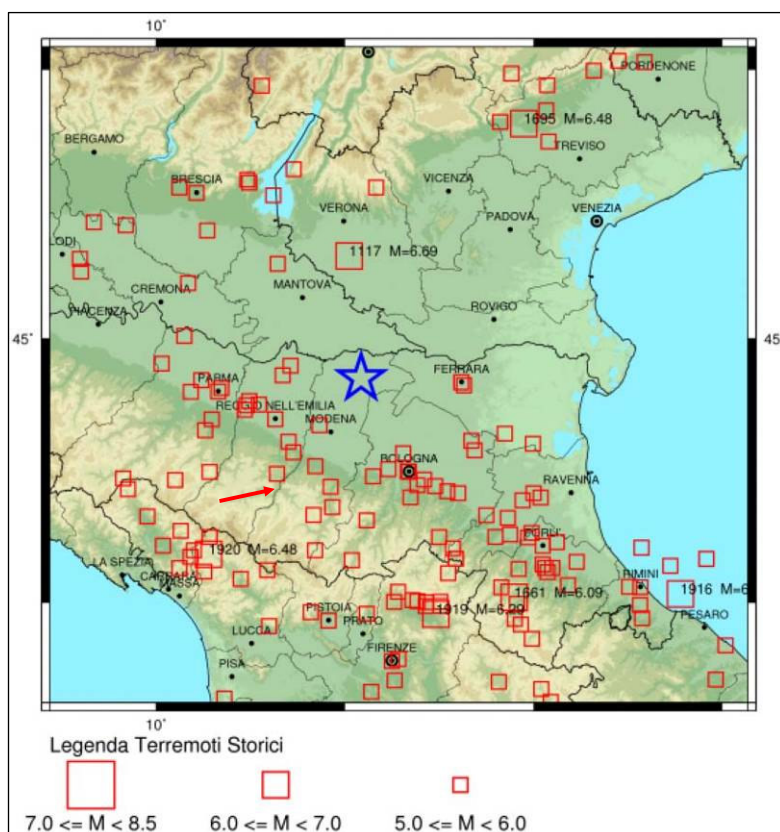 10°
PORDENONE
1695 M=6.48
BERGAMO
TREVISO
BRESCIA
VICENZA
VERONA
PADOVA
VENEZIA
LODI
1117 M=6.69
MANTOVA
CREMONA
ROVIGO
PIACENZA
45° 45°
PARMA
FERRARA
REGGIO NELL'EMILIA
MODENA
BOLOGNA
RAVENNA
FORLI'
1920 M=6.48
LA SPEZIA
CARRARA
MASSA
RIMINI
1661 M=6.09
1916 M=6
1919 M=6.29
PISTOIA
PRATO
PESARO
LUCCA
FIRENZE
PISA
10°
Legenda Terremoti Storici
7.0 <= M < 8.5 6.0 <= M < 7.0 5.0 <= M < 6.0